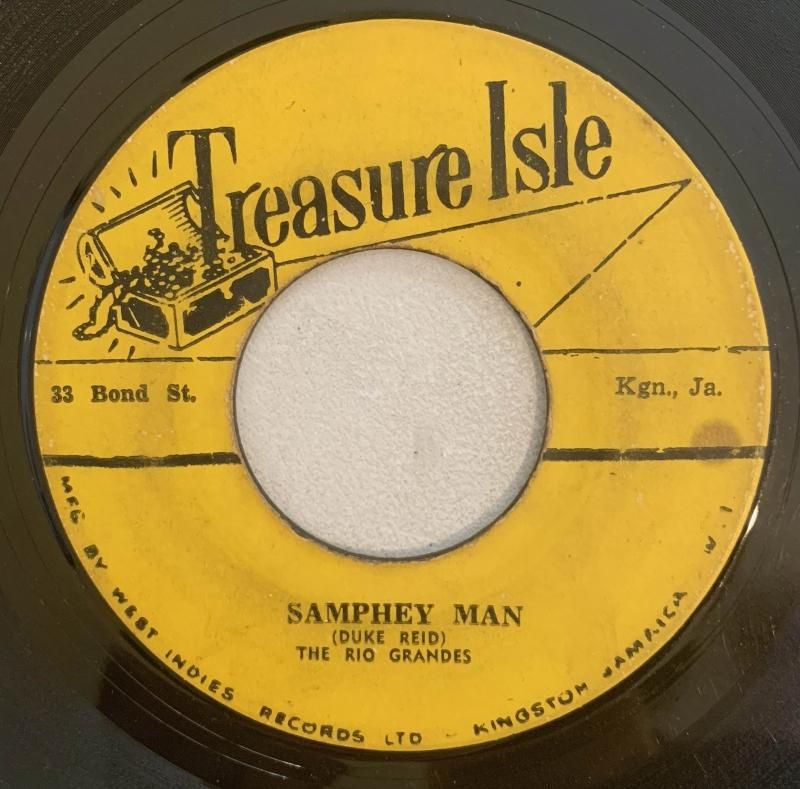 Treasure Isle
33 Bond St.
Kgn., Ja.
SAMPHEY MAN
(DUKE REID)
THE RIO GRANDES
MFG BY WEST INDIES RECORDS LTD - KINGSTON JAMAICA W.I